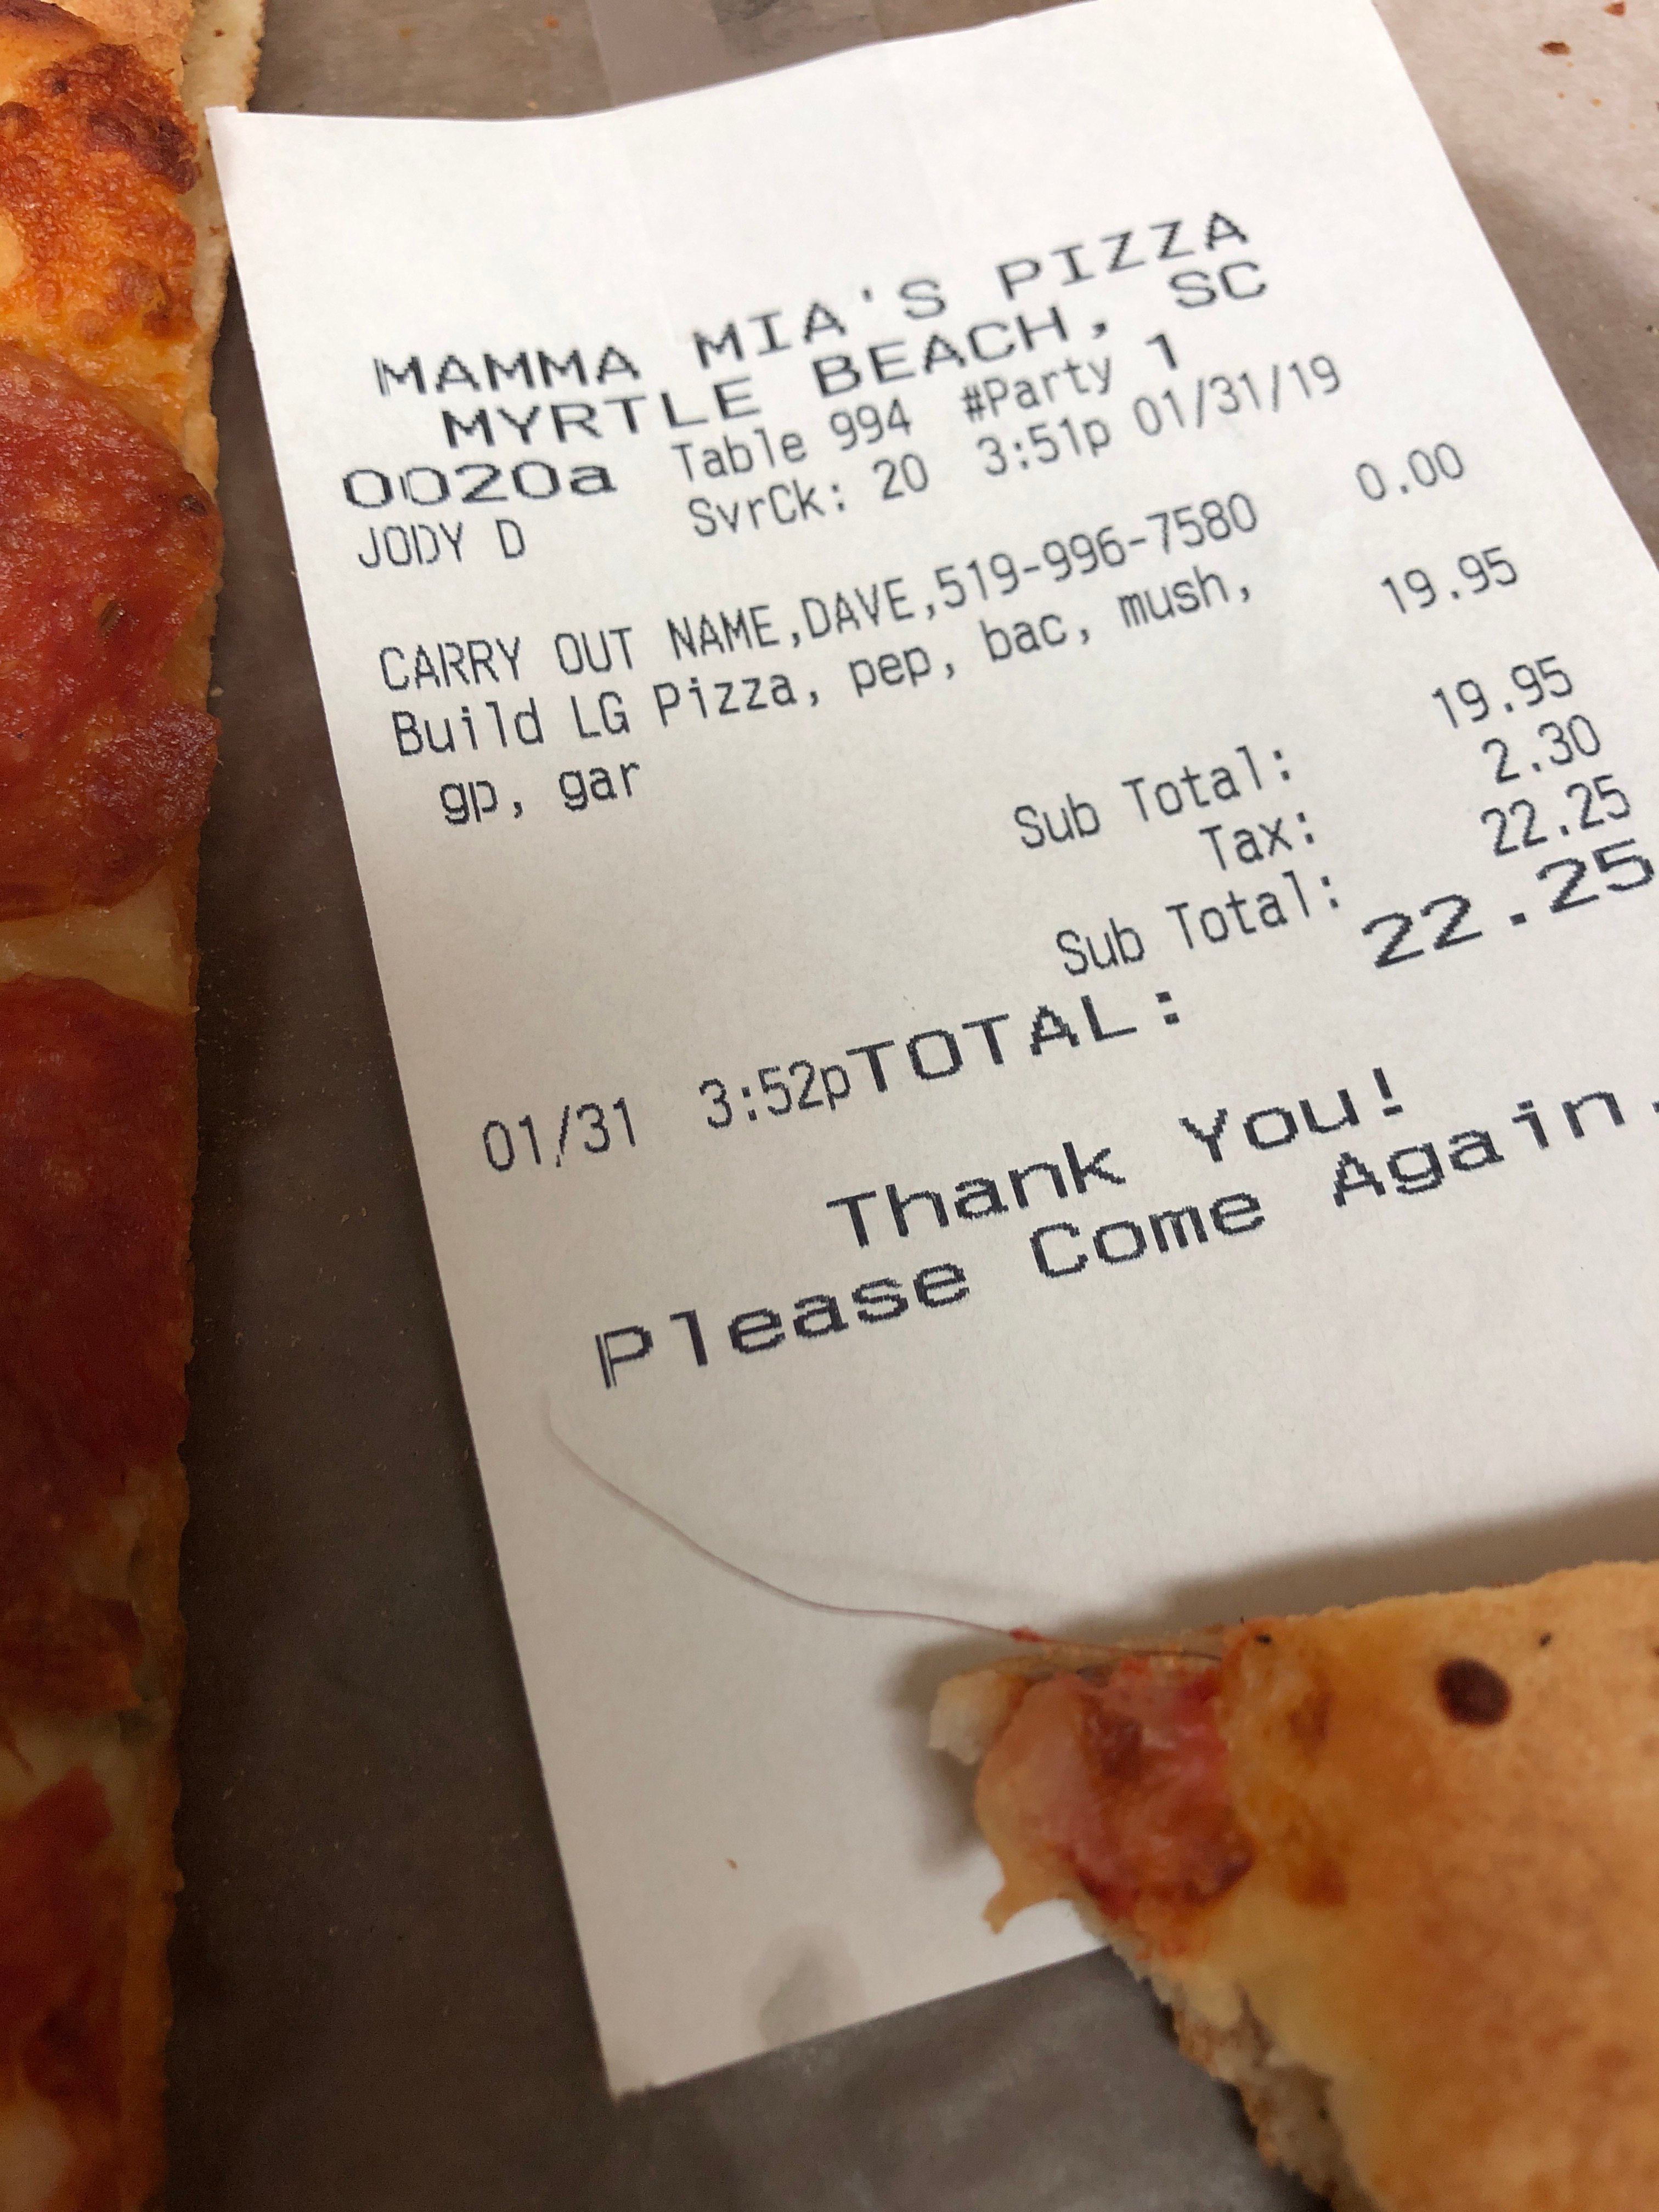 MAMMA MIA'S PIZZA
MYRTLE BEACH, SC
0020a Table 994 #Party 1
JODY D SvrCk: 20 3:51p 01/31/19
CARRY OUT NAME,DAVE,519-996-7580 0.00
Build LG Pizza, pep, bac, mush, 19.95
gp, gar
Sub Total: 19.95
Tax: 2.30
Sub Total: 22.25
01/31 3:52pTOTAL: 22.25
Thank You!
Please Come Again.